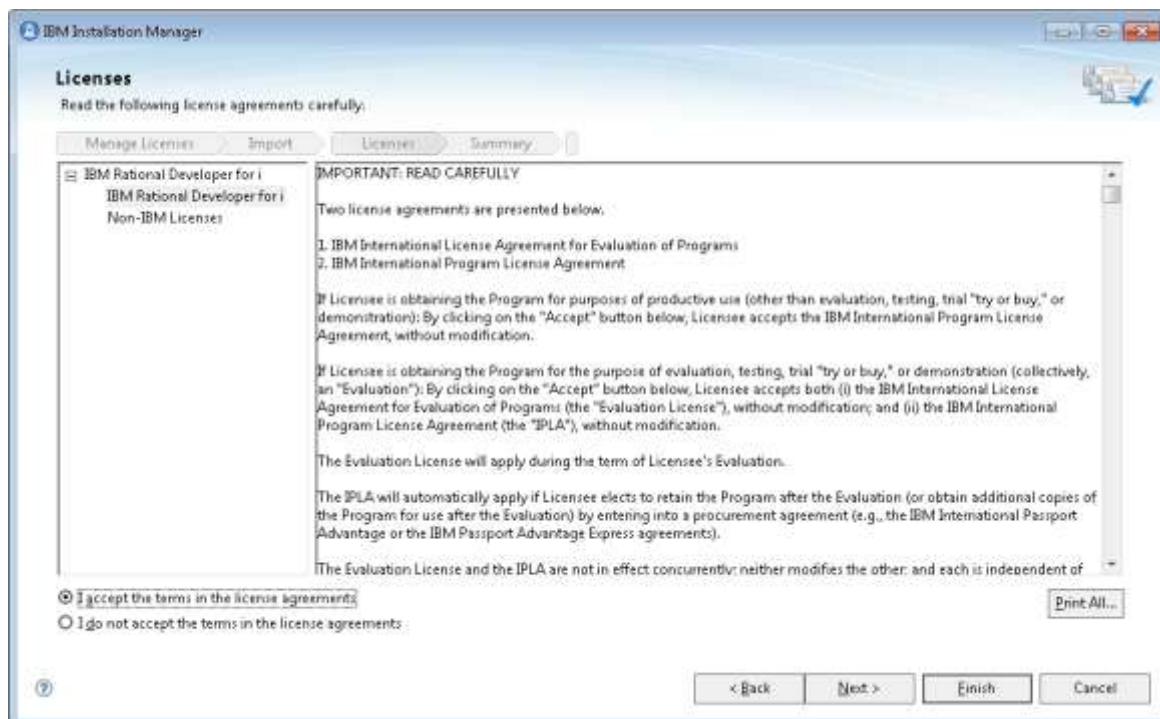 IBM Installation Manager
Licenses
Read the following license agreements carefully.
Manage Licenses
Import
Licenses
Summary
IBM Rational Developer for i
IBM Rational Developer for i
Non-IBM Licenses
IMPORTANT: READ CAREFULLY
Two license agreements are presented below.
1. IBM International License Agreement for Evaluation of Programs
2. IBM International Program License Agreement
If Licensee is obtaining the Program for purposes of productive use (other than evaluation, testing, trial "try or buy," or
demonstration): By clicking on the "Accept" button below, Licensee accepts the IBM International Program License
Agreement, without modification.
If Licensee is obtaining the Program for the purpose of evaluation, testing, trial "try or buy," or demonstration (collectively,
an "Evaluation"): By clicking on the "Accept" button below, Licensee accepts both (i) the IBM International License
Agreement for Evaluation of Programs (the "Evaluation License"), without modification; and (ii) the IBM International
Program License Agreement (the "IPLA"), without modification.
The Evaluation License will apply during the term of Licensee's Evaluation.
The IPLA will automatically apply if Licensee elects to retain the Program after the Evaluation (or obtain additional copies of
the Program for use after the Evaluation) by entering into a procurement agreement (e.g., the IBM International Passport
Advantage or the IBM Passport Advantage Express agreements).
The Evaluation License and the IPLA are not in effect concurrently; neither modifies the other; and each is independent of
I accept the terms in the license agreements
Print All...
I do not accept the terms in the license agreements
?
< Back
Next >
Finish
Cancel